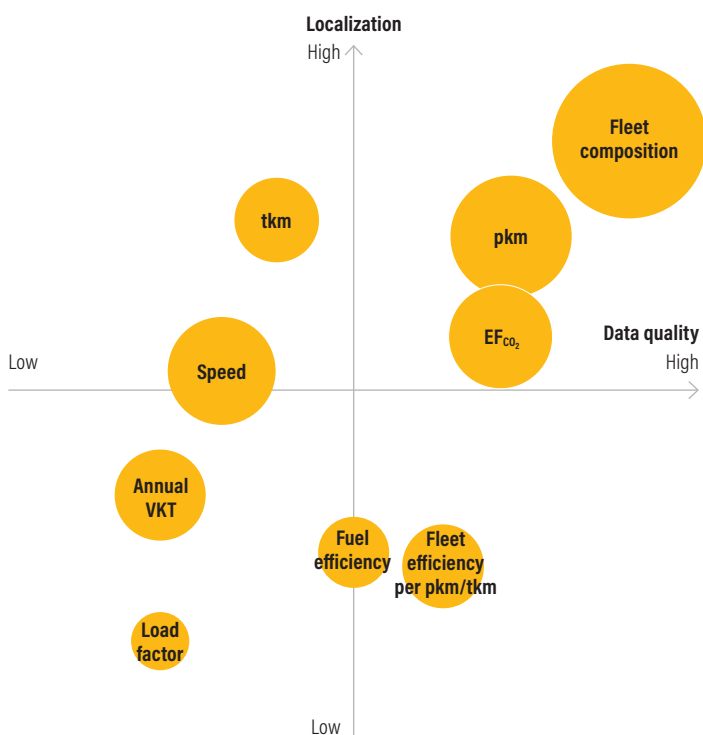 Localization
High
Fleet
composition
tkm
pkm
EFCO₂
Data quality
Low
High
Speed
Annual
VKT
Fuel
efficiency
Fleet
efficiency
per pkm/tkm
Load
factor
Low